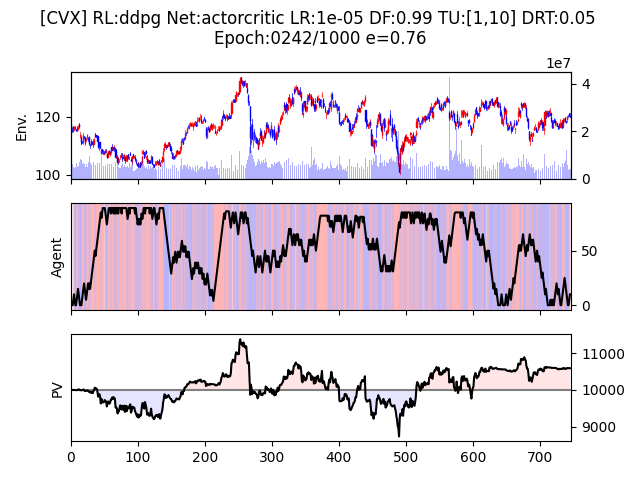 [CVX] RL:ddpg Net:actorcritic LR:1e-05 DF:0.99 TU:[1,10] DRT:0.05
Epoch:0242/1000 e=0.76
1e7
Env.
120
100
4
2
0
Agent
50
0
PV
11000
10000
9000
0 100 200 300 400 500 600 700